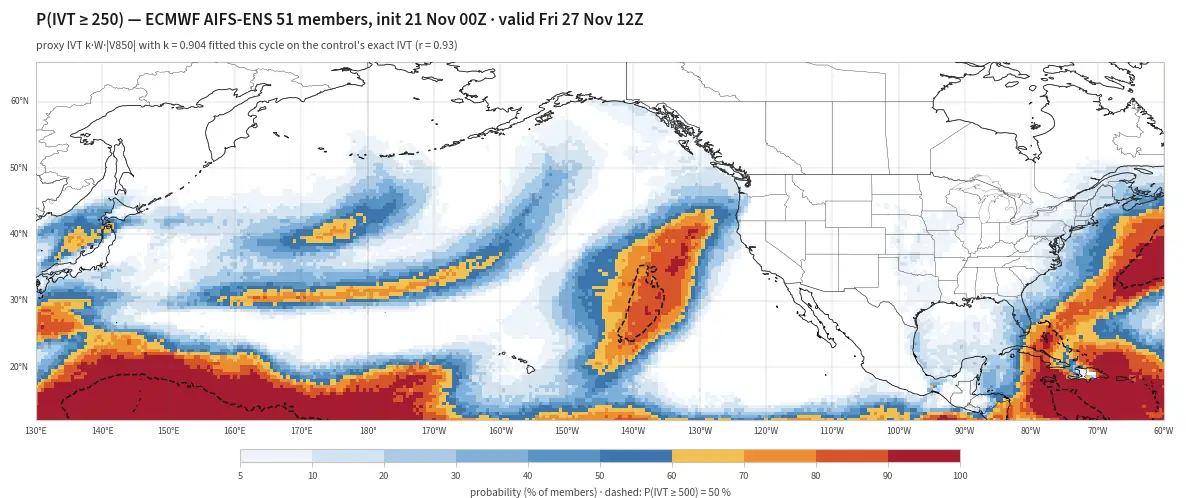 P(IVT ≥ 250) — ECMWF AIFS-ENS 51 members, init 21 Nov 00Z · valid Fri 27 Nov 12Z
proxy IVT k·W·|V850| with k = 0.904 fitted this cycle on the control's exact IVT (r = 0.93)
60°N
50°N
40°N
30°N
20°N
130°E 140°E 150°E 160°E 170°E 180° 170°W 160°W 150°W 140°W 130°W 120°W 110°W 100°W 90°W 80°W 70°W 60°W
5 10 20 30 40 50 60 70 80 90 100
probability (% of members) · dashed: P(IVT ≥ 500) = 50 %